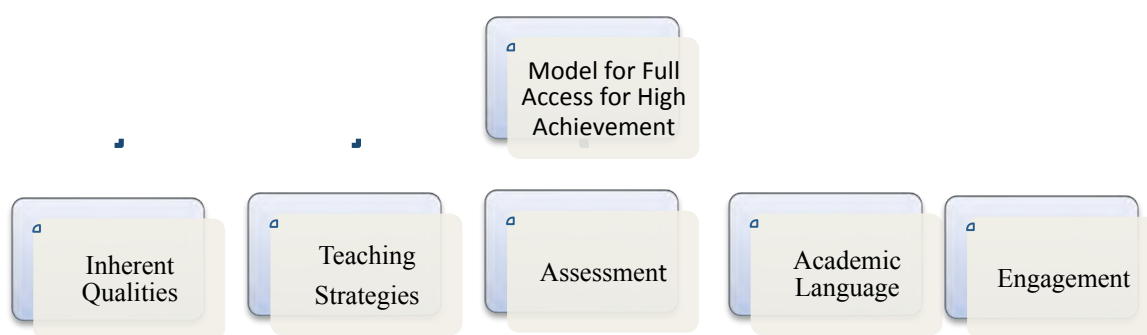 Model for Full
Access for High
Achievement
Inherent
Qualities
Teaching
Strategies
Assessment
Academic
Language
Engagement